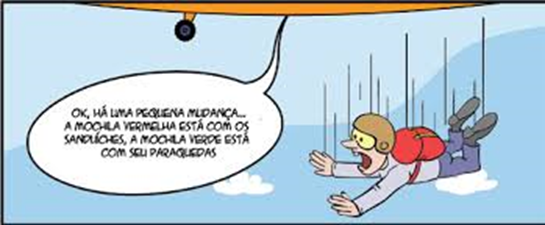 OK, HÁ UMA PEQUENA MUDANÇA...
A MOCHILA VERMELHA ESTÁ COM OS
SANDUÍCHES, A MOCHILA VERDE ESTÁ
COM SEU PARAQUEDAS